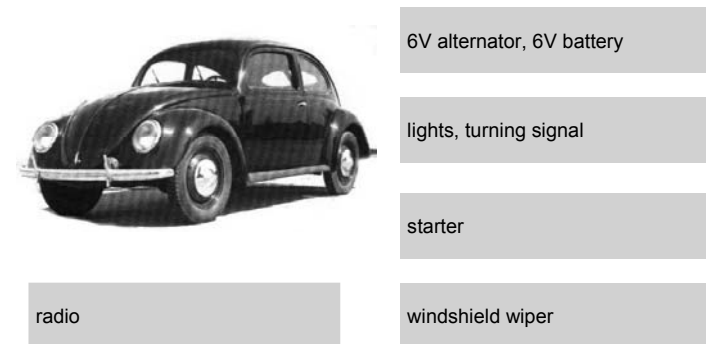 6V alternator, 6V battery
lights, turning signal
starter
radio
windshield wiper